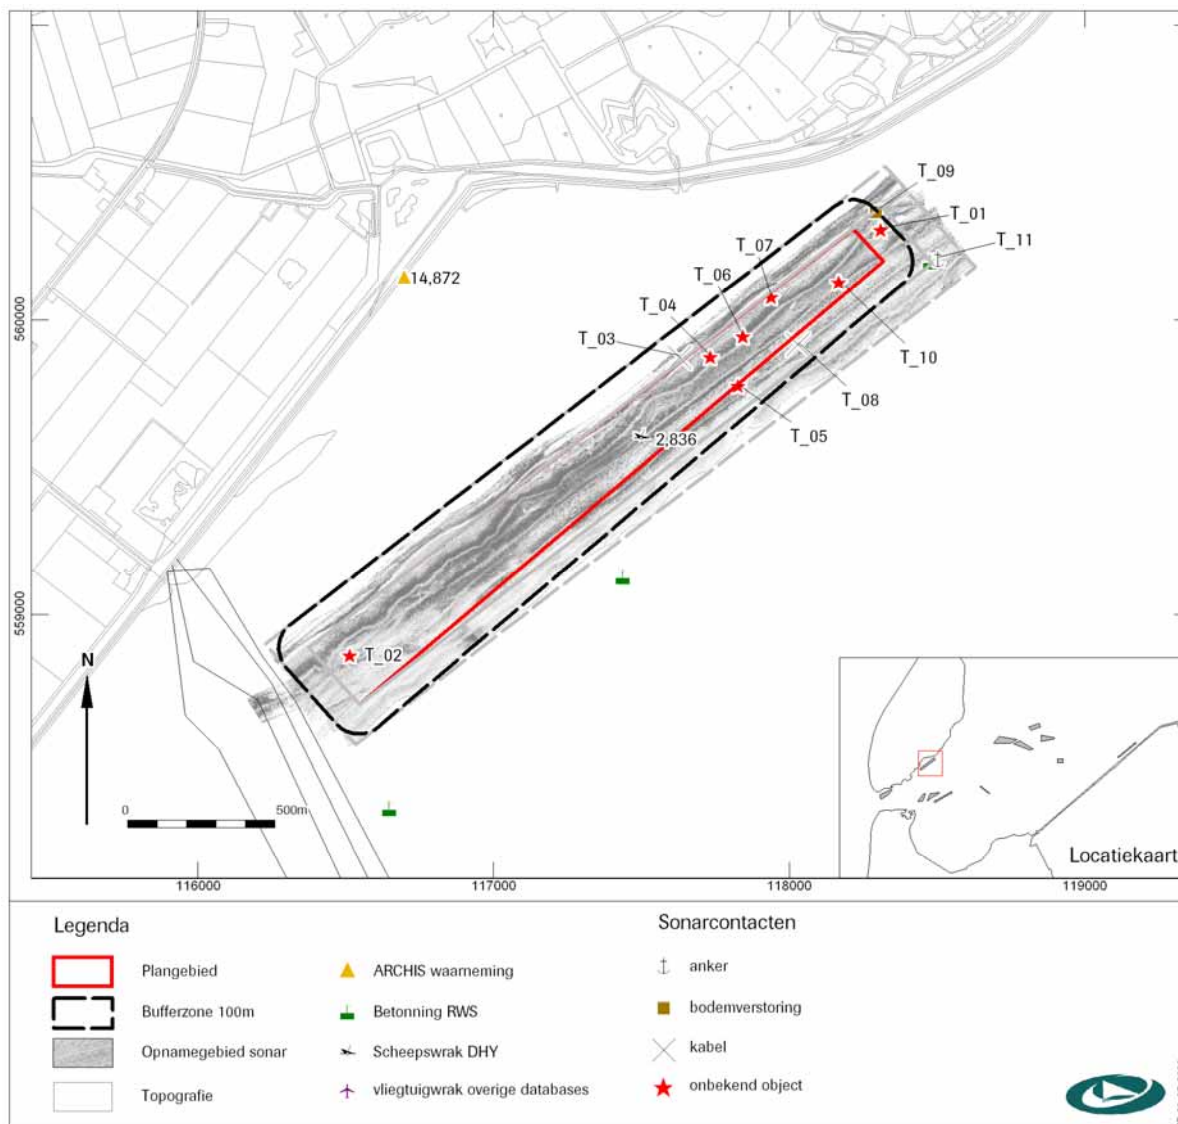 T_09
T_01
T_11
T_07
T_06
14,872
T_04
560000
T_03
T_10
T_08
T_05
2,836
559000
T_02
N
0 500m
Locatiekaart
116000 117000 118000 119000
Legenda
Sonarcontacten
Plangebied
ARCHIS waarneming
anker
Bufferzone 100m
Betonning RWS
bodemverstoring
Opnamegebied sonar
Scheepswrak DHY
kabel
Topografie
vliegtuigwrak overige databases
onbekend object